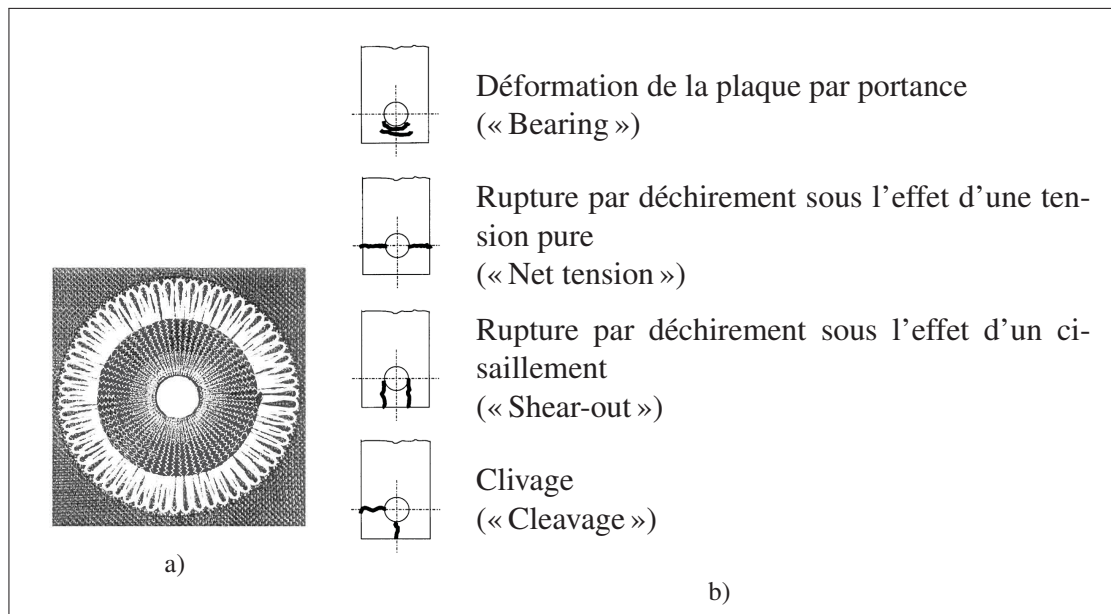 Déformation de la plaque par portance
(« Bearing »)
Rupture par déchirement sous l'effet d'une ten-
sion pure
(« Net tension »)
Rupture par déchirement sous l'effet d'un ci-
saillement
(« Shear-out »)
Clivage
(« Cleavage »)
a)
b)